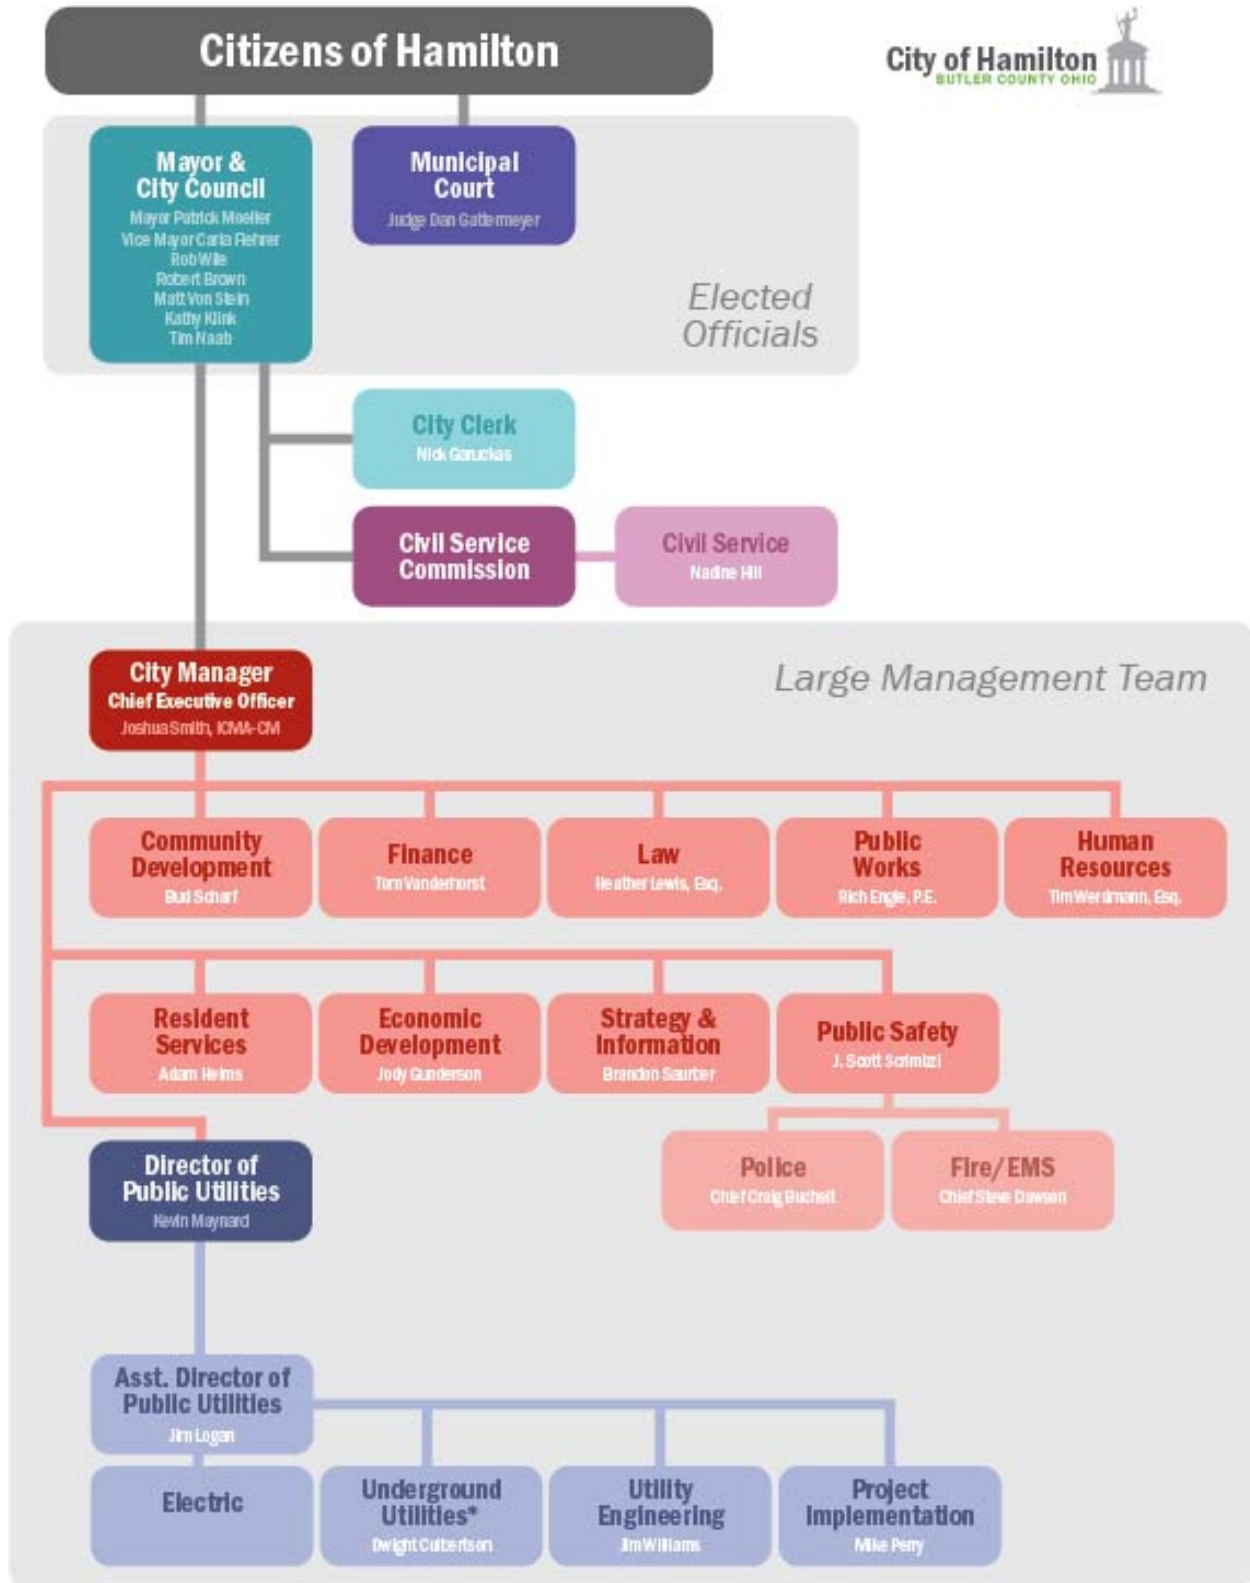 Citizens of Hamilton
City of Hamilton
BUTLER COUNTY OHIO
Mayor &
City Council
Mayor Patrick Moeller
Vice Mayor Carla Fiehrer
Rob Wile
Robert Brown
Matt Von Stein
Kathy Klink
Tim Naab
Municipal
Court
Judge Dan Gattermeyer
Elected
Officials
City Clerk
Nick Garuckas
Civil Service
Commission
Civil Service
Nadine Hill
Large Management Team
City Manager
Chief Executive Officer
Joshua Smith, ICMA-CM
Community
Development
Bud Scharf
Finance
Tom Vanderhorst
Law
Heather Lewis, Esq.
Public
Works
Rich Engle, P.E.
Human
Resources
Tim Werdmann, Esq.
Resident
Services
Adam Helms
Economic
Development
Jody Gunderson
Strategy &
Information
Brandon Saurber
Public Safety
J. Scott Scrimizzi
Police
Chief Craig Bucheit
Fire/EMS
Chief Steve Dawson
Director of
Public Utilities
Kevin Maynard
Asst. Director of
Public Utilities
Jim Logan
Electric
Underground
Utilities*
Dwight Culbertson
Utility
Engineering
Jim Williams
Project
Implementation
Mike Perry